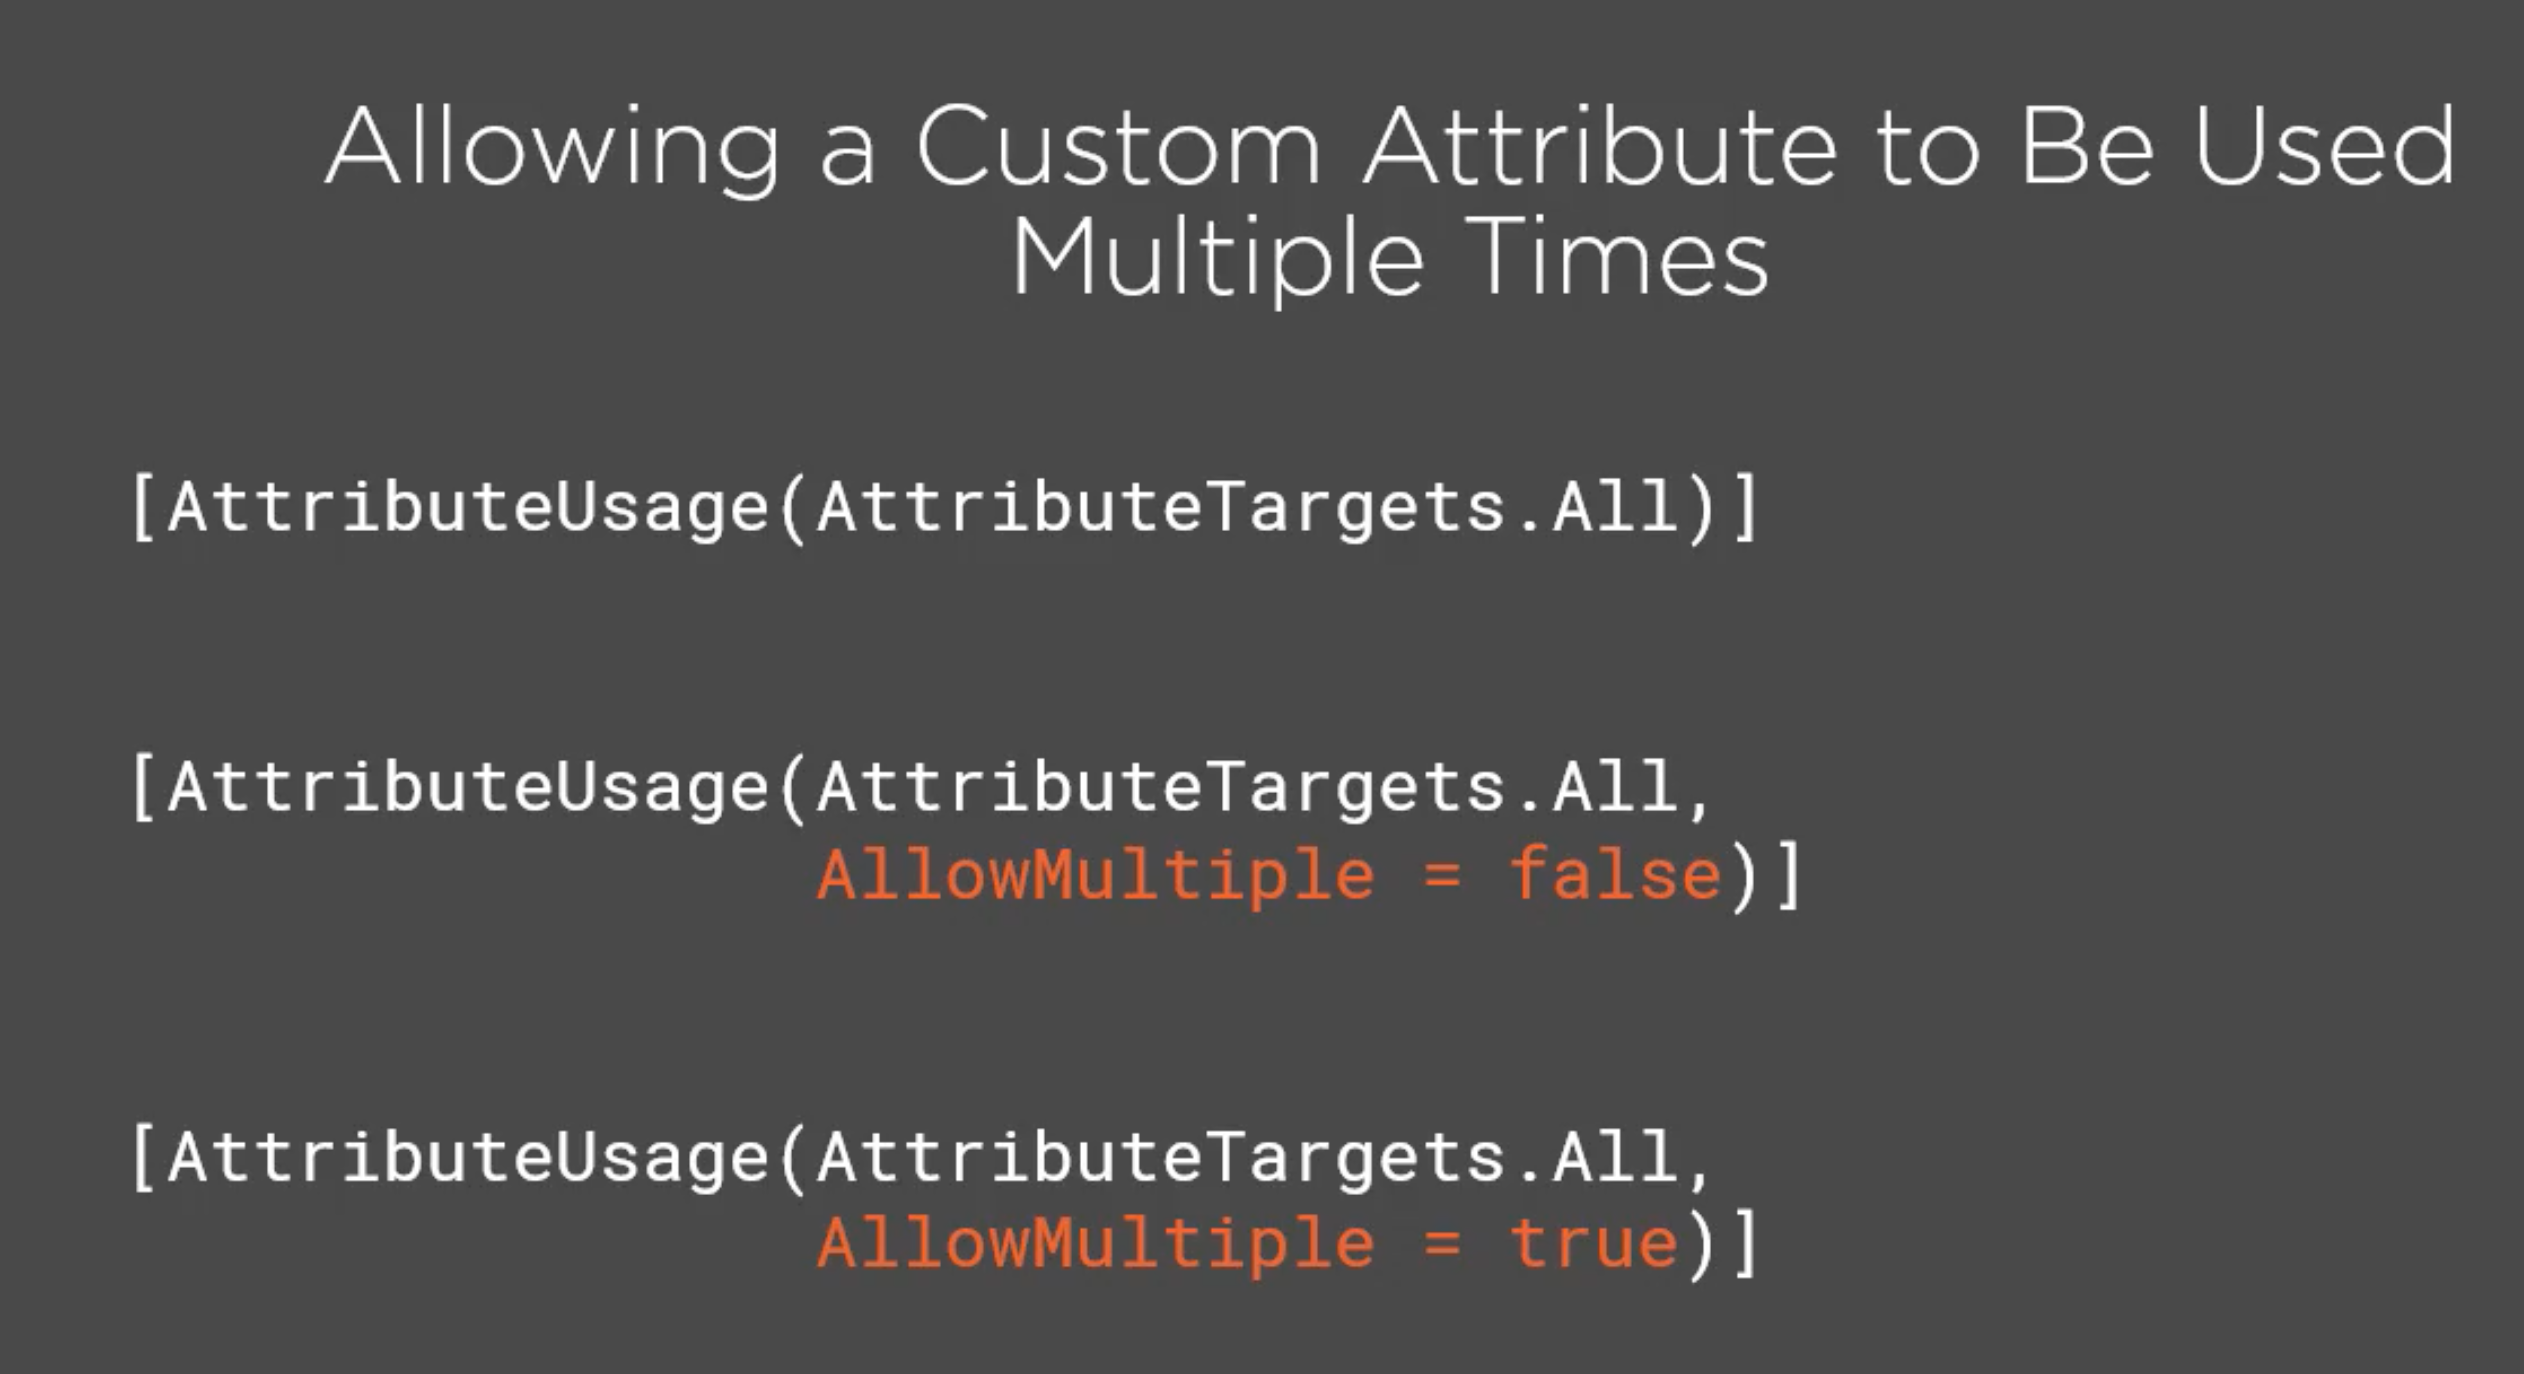 Allowing a Custom Attribute to Be Used
Multiple Times
[AttributeUsage(AttributeTargets.All)]
[AttributeUsage(AttributeTargets.All,
AllowMultiple = false)]
[AttributeUsage(AttributeTargets.All,
AllowMultiple = true)]